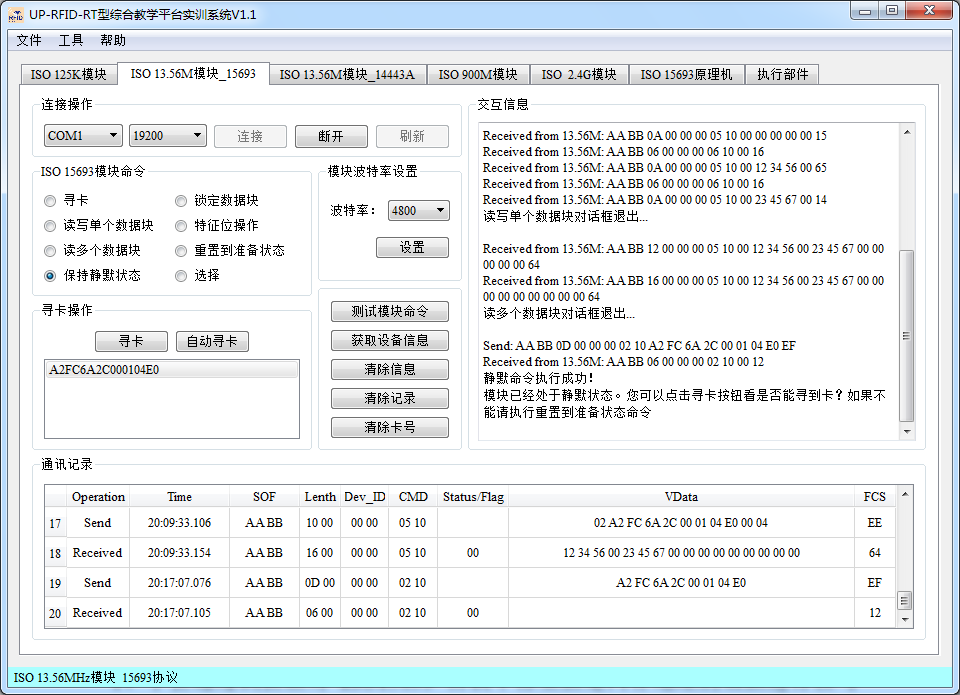 UP-RFID-RT型综合教学平台实训系统V1.1
文件 工具 帮助
ISO 125K模块 ISO 13.56M模块_15693 ISO 13.56M模块_14443A ISO 900M模块 ISO 2.4G模块 ISO 15693原理机 执行部件
连接操作
COM1 19200 连接 断开 刷新
ISO 15693模块命令
寻卡 锁定数据块
读写单个数据块 特征位操作
读多个数据块 重置到准备状态
保持静默状态 选择
模块波特率设置
波特率： 4800
设置
寻卡操作
寻卡 自动寻卡
A2FC6A2C000104E0
测试模块命令
获取设备信息
清除信息
清除记录
清除卡号
交互信息
Received from 13.56M: AA BB 0A 00 00 00 05 10 00 00 00 00 00 15
Received from 13.56M: AA BB 06 00 00 00 06 10 00 16
Received from 13.56M: AA BB 0A 00 00 00 05 10 00 12 34 56 00 65
Received from 13.56M: AA BB 06 00 00 00 06 10 00 16
Received from 13.56M: AA BB 0A 00 00 00 05 10 00 23 45 67 00 14
读写单个数据块对话框退出...
Received from 13.56M: AA BB 12 00 00 00 05 10 00 12 34 56 00 23 45 67 00 00
00 00 00 64
Received from 13.56M: AA BB 16 00 00 00 05 10 00 12 34 56 00 23 45 67 00 00
00 00 00 00 00 00 00 64
读多个数据块对话框退出...
Send: AA BB 0D 00 00 00 02 10 A2 FC 6A 2C 00 01 04 E0 EF
Received from 13.56M: AA BB 06 00 00 00 02 10 00 12
静默命令执行成功！
模块已经处于静默状态。您可以点击寻卡按钮看是否能寻到卡？如果不
能请执行重置到准备状态命令
通讯记录
Operation Time SOF Lenth Dev_ID CMD Status/Flag VData FCS
17 Send 20:09:33.106 AA BB 10 00 00 00 05 10 02 A2 FC 6A 2C 00 01 04 E0 00 04 EE
18 Received 20:09:33.154 AA BB 16 00 00 00 05 10 00 12 34 56 00 23 45 67 00 00 00 00 00 00 00 00 00 64
19 Send 20:17:07.076 AA BB 0D 00 00 00 02 10 A2 FC 6A 2C 00 01 04 E0 EF
20 Received 20:17:07.105 AA BB 06 00 00 00 02 10 00 12
ISO 13.56MHz模块 15693协议